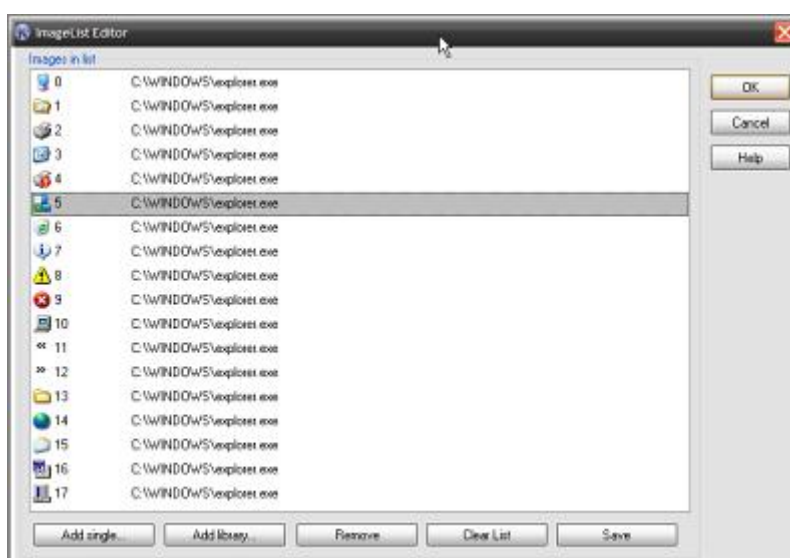 ImageList Editor
Images in list
0 C:\WINDOWS\explorer.exe
1 C:\WINDOWS\explorer.exe
2 C:\WINDOWS\explorer.exe
3 C:\WINDOWS\explorer.exe
4 C:\WINDOWS\explorer.exe
5 C:\WINDOWS\explorer.exe
6 C:\WINDOWS\explorer.exe
7 C:\WINDOWS\explorer.exe
8 C:\WINDOWS\explorer.exe
9 C:\WINDOWS\explorer.exe
10 C:\WINDOWS\explorer.exe
11 C:\WINDOWS\explorer.exe
12 C:\WINDOWS\explorer.exe
13 C:\WINDOWS\explorer.exe
14 C:\WINDOWS\explorer.exe
15 C:\WINDOWS\explorer.exe
16 C:\WINDOWS\explorer.exe
17 C:\WINDOWS\explorer.exe
OK
Cancel
Help
Add single... Add library... Remove Clear List Save